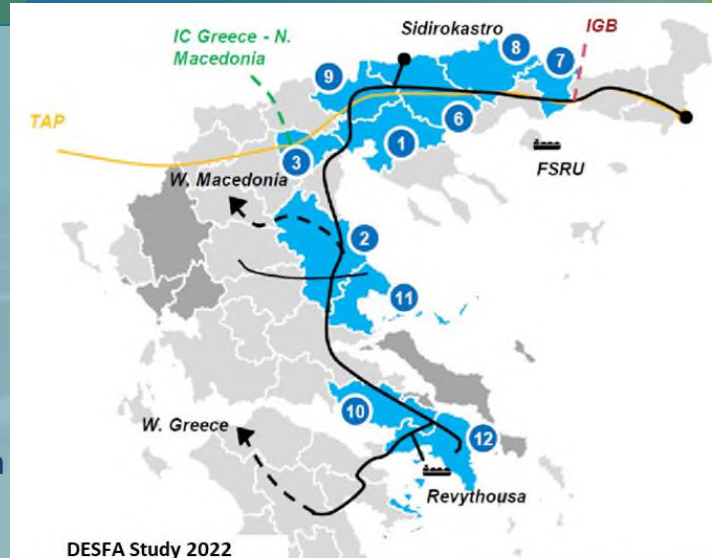 IC Greece - N.
Macedonia
Sidirokastro
IGB
8
7
9
TAP
6
1
3
FSRU
W. Macedonia
2
11
10
W. Greece
12
Revythousa
DESFA Study 2022